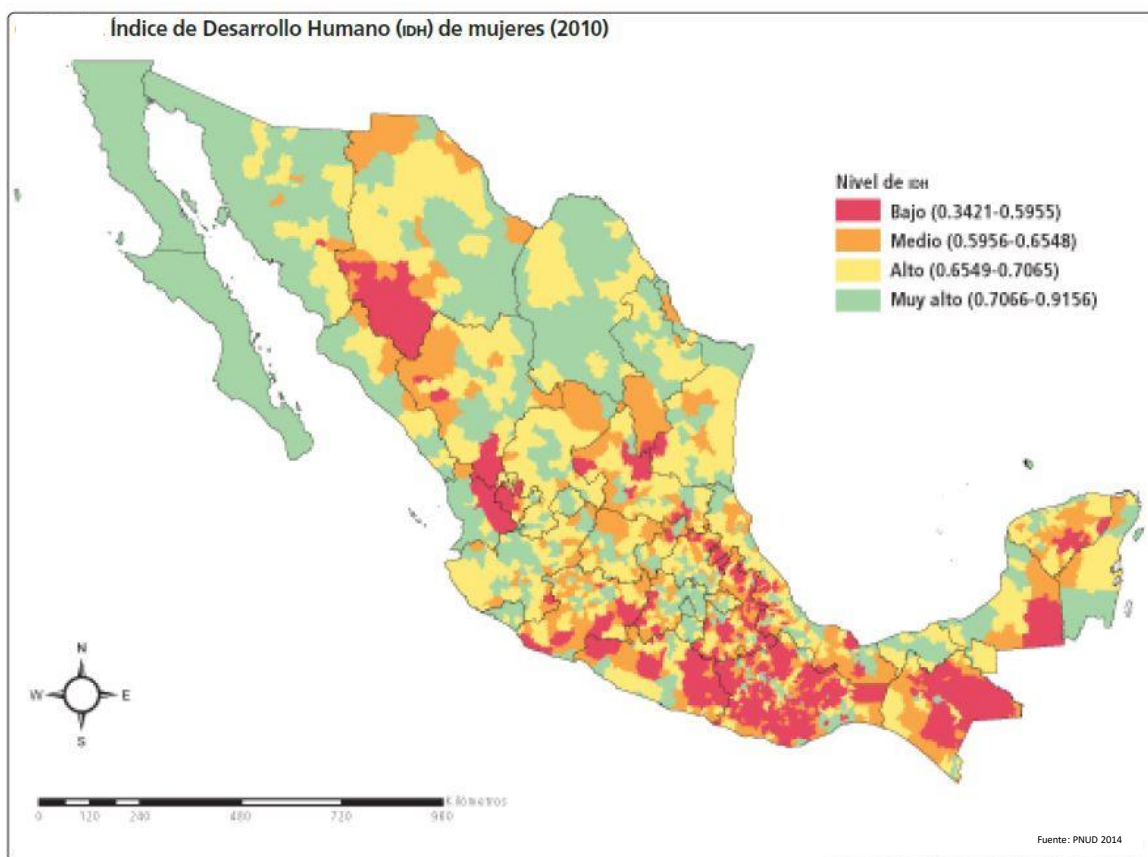 Índice de Desarrollo Humano (IDH) de mujeres (2010)
Nivel de IDH
Bajo (0.3421-0.5955)
Medio (0.5956-0.6548)
Alto (0.6549-0.7065)
Muy alto (0.7066-0.9156)
N
W E
S
Kilómetros
0 120 240 480 720 960
Fuente: PNUD 2014